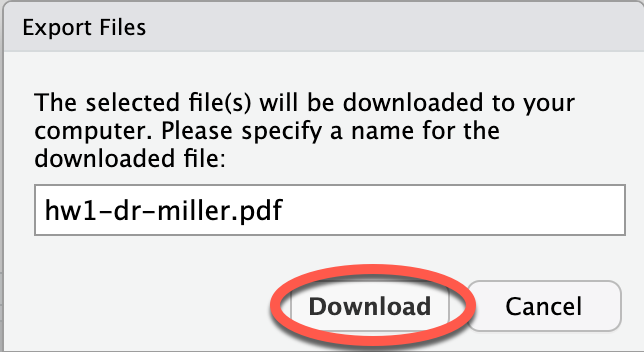 Export Files
The selected file(s) will be downloaded to your
computer. Please specify a name for the
downloaded file:
hw1-dr-miller.pdf
Download
Cancel